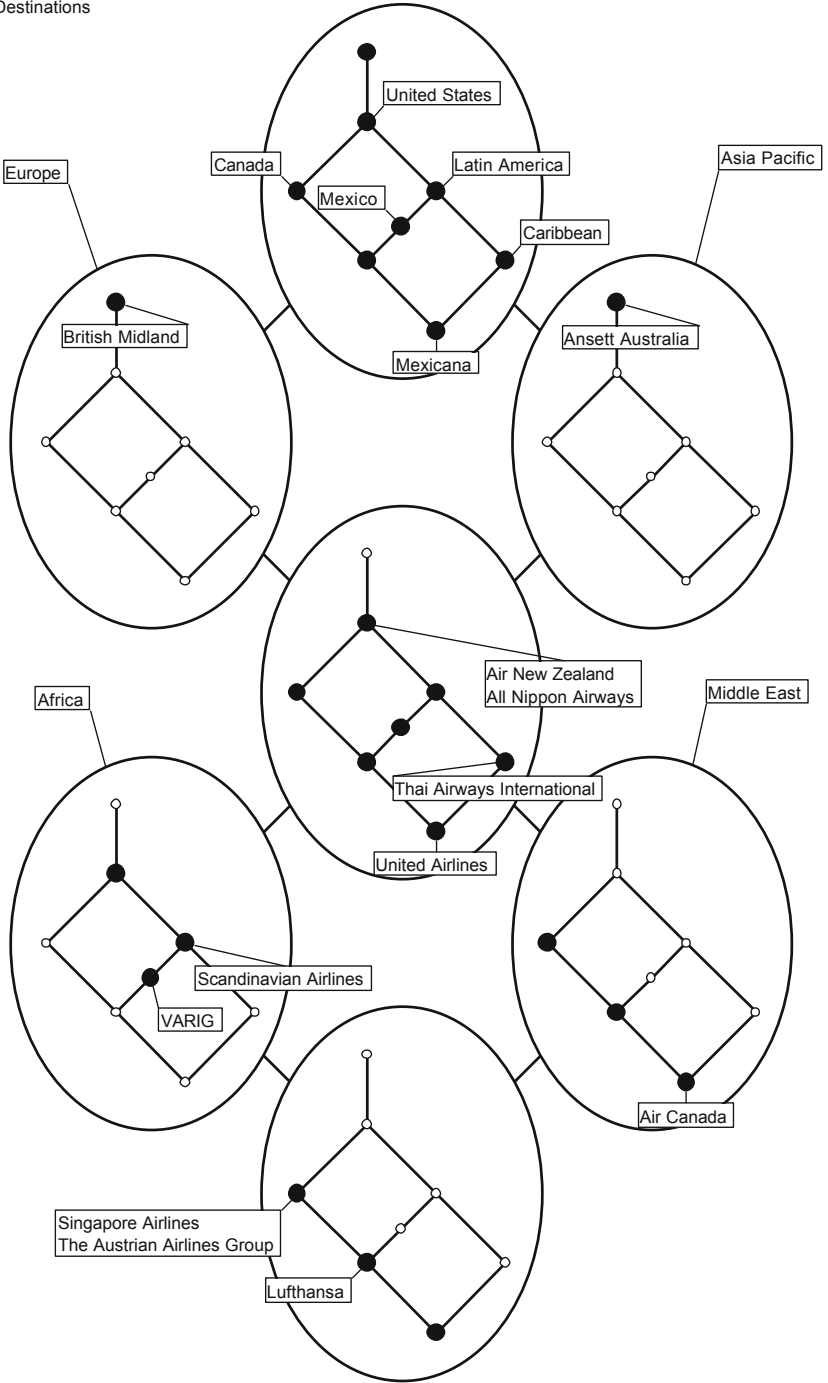 Destinations
United States
Canada
Latin America
Asia Pacific
Europe
Mexico
Caribbean
British Midland
Ansett Australia
Mexicana
Air New Zealand
All Nippon Airways
Africa
Middle East
Thai Airways International
United Airlines
Scandinavian Airlines
VARIG
Air Canada
Singapore Airlines
The Austrian Airlines Group
Lufthansa